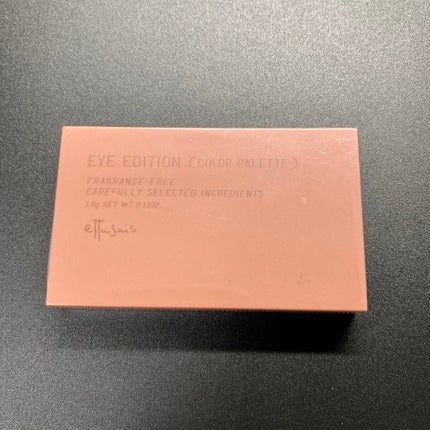 EYE EDITION (COLOR PALETTE)
FRAGRANCE-FREE
CAREFULLY SELECTED INGREDIENTS
3.8g NET WT.0.13OZ.
ettusais